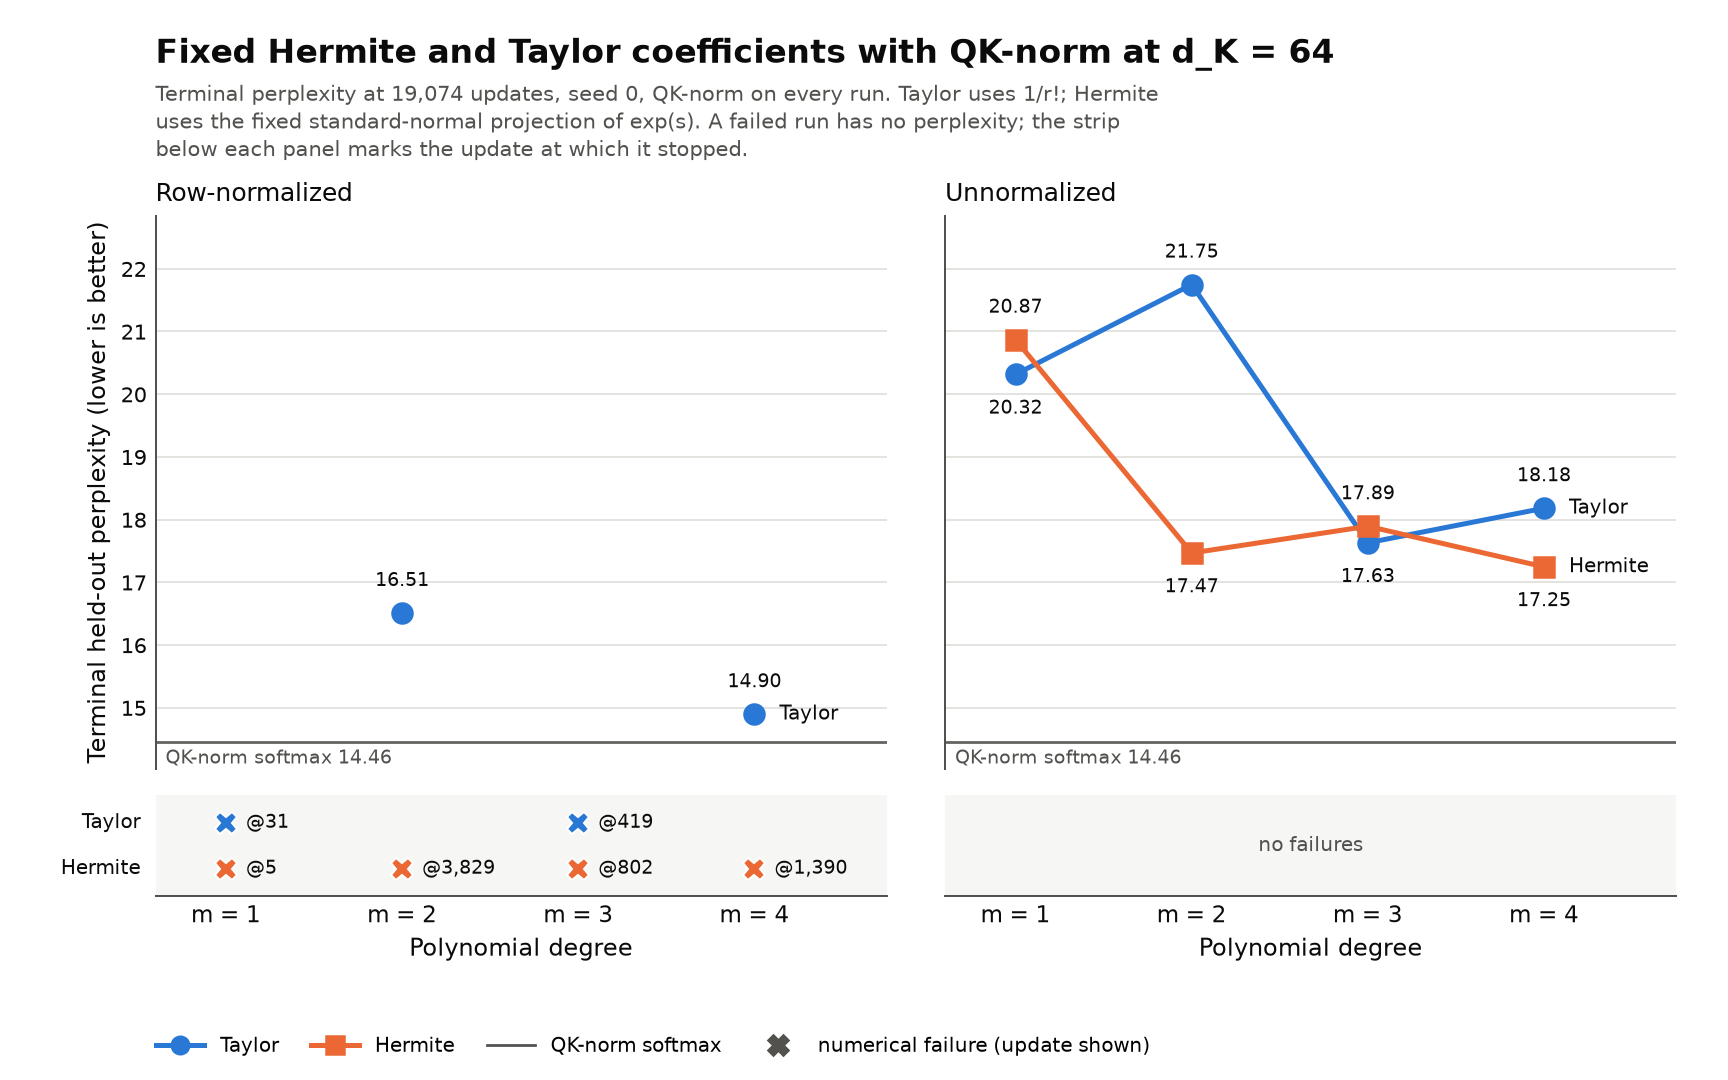 Fixed Hermite and Taylor coefficients with QK-norm at d_K = 64
Terminal perplexity at 19,074 updates, seed 0, QK-norm on every run. Taylor uses 1/r!; Hermite
uses the fixed standard-normal projection of exp(s). A failed run has no perplexity; the strip
below each panel marks the update at which it stopped.
Row-normalized
Terminal held-out perplexity (lower is better)
22
21
20
19
18
17
16
15
16.51
14.90
Taylor
QK-norm softmax 14.46
Taylor
@31
@419
Hermite
@5
@3,829
@802
@1,390
m = 1
m = 2
m = 3
m = 4
Polynomial degree
Unnormalized
21.75
20.87
20.32
17.89
18.18
Taylor
Hermite
17.47
17.63
17.25
QK-norm softmax 14.46
no failures
m = 1
m = 2
m = 3
m = 4
Polynomial degree
Taylor
Hermite
QK-norm softmax
numerical failure (update shown)